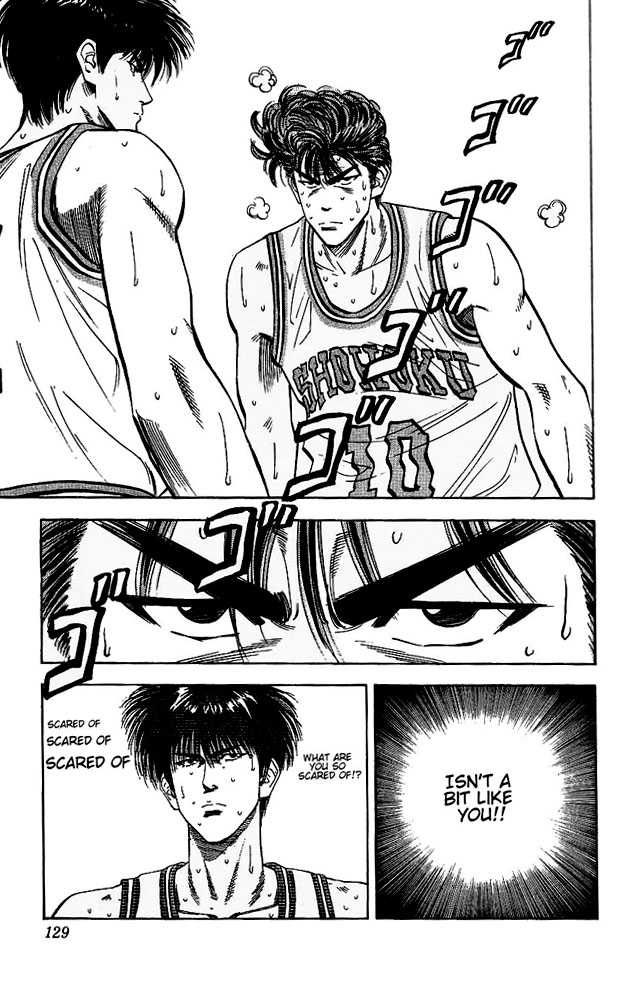 ゴ
ゴ
ゴ
ゴ
ゴ
ゴ
ゴ
SHOHOKU
10
ISN'T A
BIT LIKE
YOU!!
WHAT ARE
YOU SO
SCARED OF!?
SCARED OF
SCARED OF
SCARED OF
129